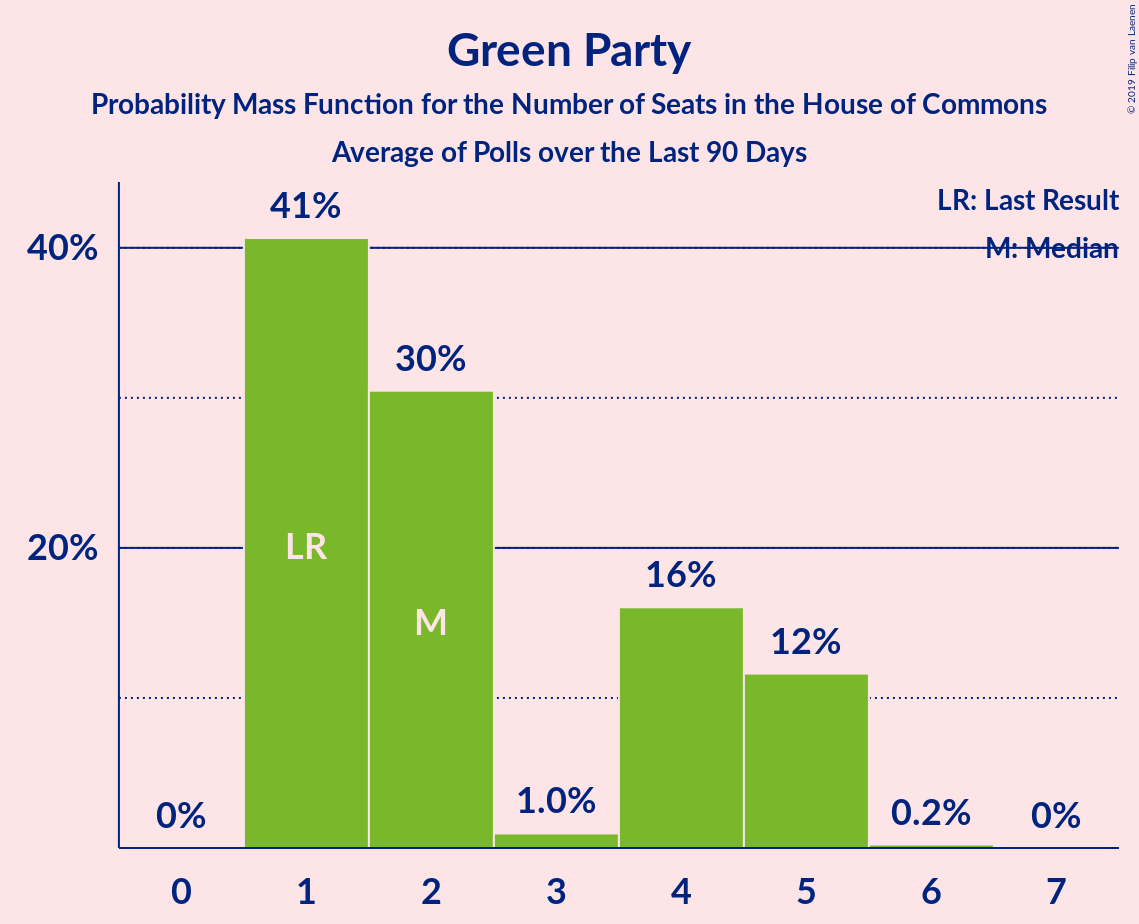 Green Party
Probability Mass Function for the Number of Seats in the House of Commons
Average of Polls over the Last 90 Days
© 2019 Filip van Laenen
LR: Last Result
M: Median
41%
40%
30%
LR
20%
16%
M
12%
1.0%
0%
0.2%
0%
0 1 2 3 4 5 6 7